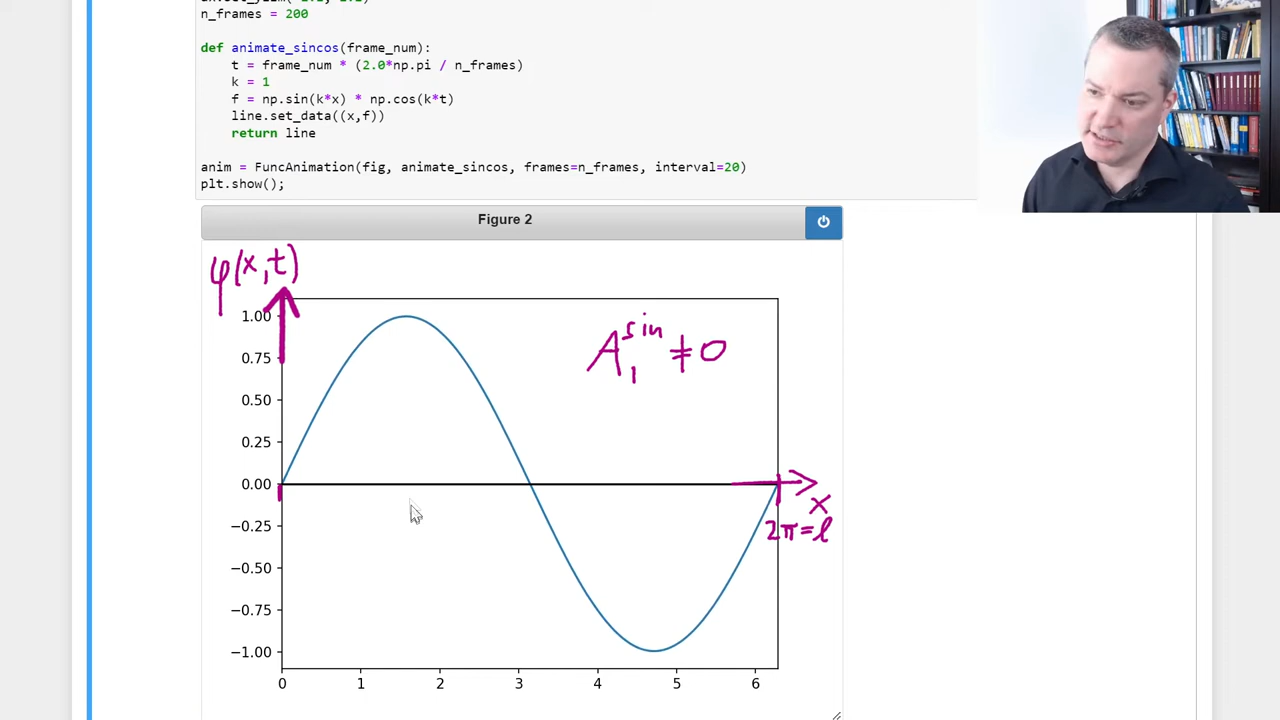 n_frames = 200
def animate_sincos(frame_num):
t = frame_num * (2.0*np.pi / n_frames)
k = 1
f = np.sin(k*x) * np.cos(k*t)
line.set_data((x,f))
return line
anim = FuncAnimation(fig, animate_sincos, frames=n_frames, interval=20)
plt.show();
Figure 2
φ(x,t)
1.00
0.75
0.50
0.25
0.00
−0.25
−0.50
−0.75
−1.00
A₁ˢⁱⁿ ≠ 0
x
2π=l
0 1 2 3 4 5 6